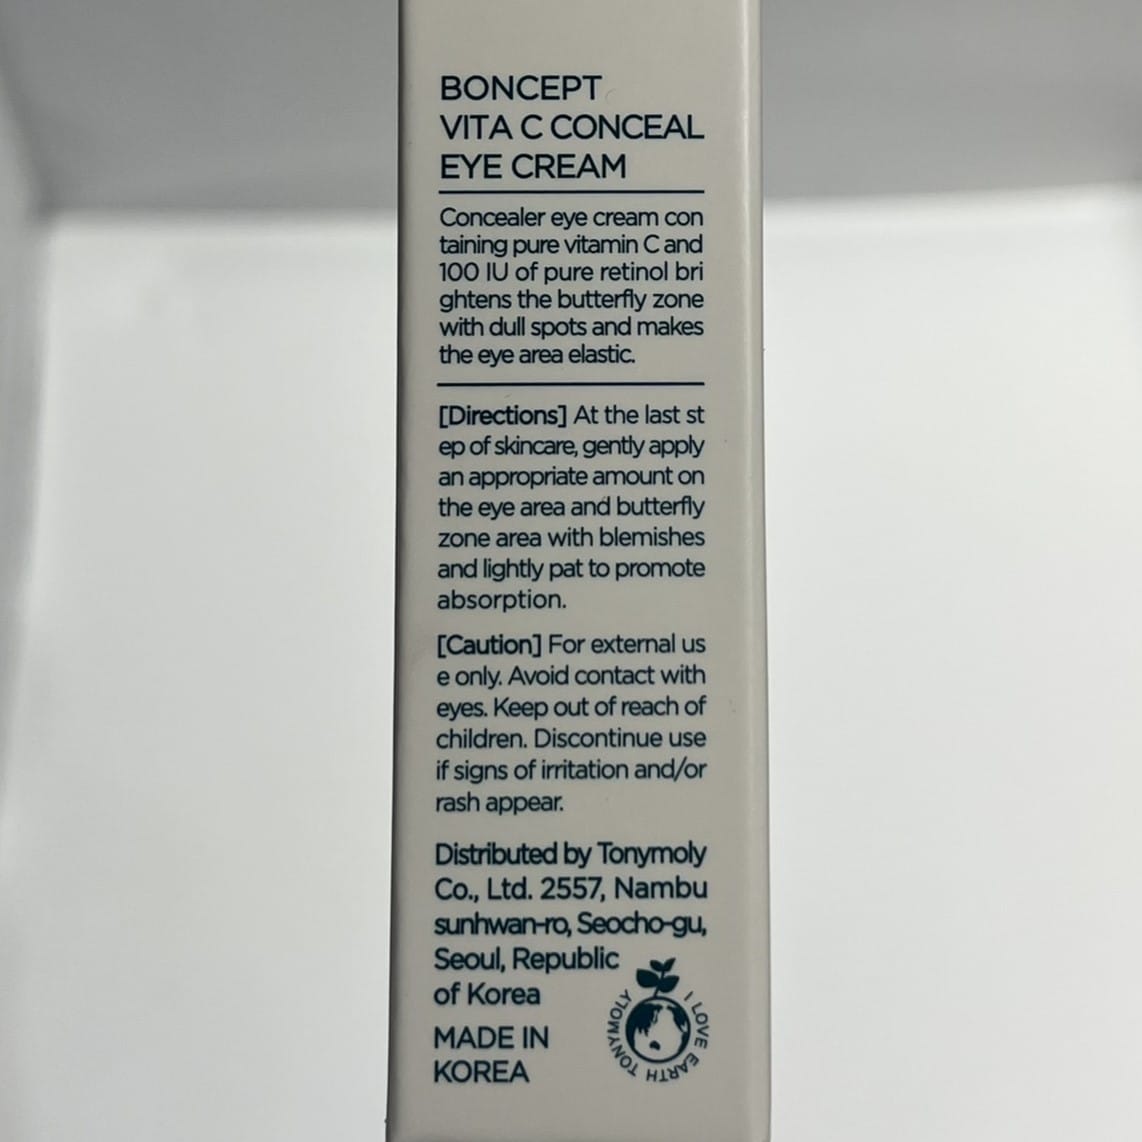 BONCEPT
VITA C CONCEAL
EYE CREAM
Concealer eye cream con
taining pure vitamin C and
100 IU of pure retinol bri
ghtens the butterfly zone
with dull spots and makes
the eye area elastic.
[Directions] At the last st
ep of skincare, gently apply
an appropriate amount on
the eye area and butterfly
zone area with blemishes
and lightly pat to promote
absorption.
[Caution] For external us
e only. Avoid contact with
eyes. Keep out of reach of
children. Discontinue use
if signs of irritation and/or
rash appear.
Distributed by Tonymoly
Co., Ltd. 2557, Nambu
sunhwan-ro, Seocho-gu,
Seoul, Republic
of Korea
MADE IN
KOREA
I LOVE EARTH TONYMOLY